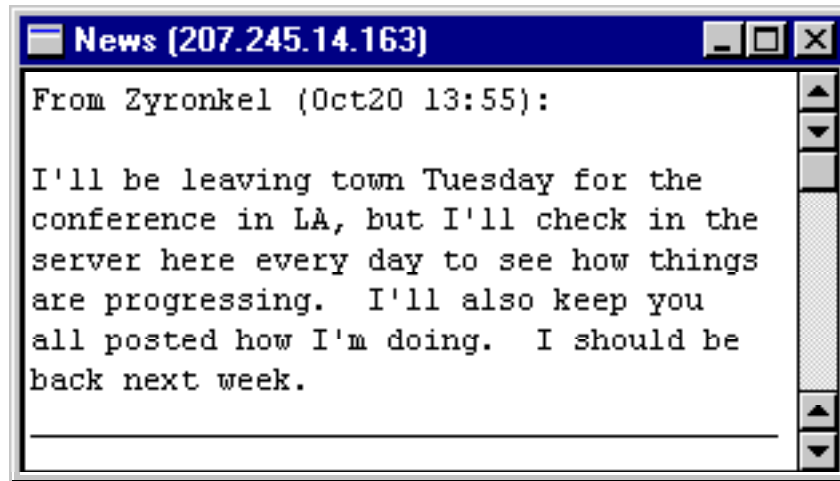 News (207.245.14.163)
From Zyronkel (Oct20 13:55):
I'll be leaving town Tuesday for the
conference in LA, but I'll check in the
server here every day to see how things
are progressing.  I'll also keep you
all posted how I'm doing.  I should be
back next week.